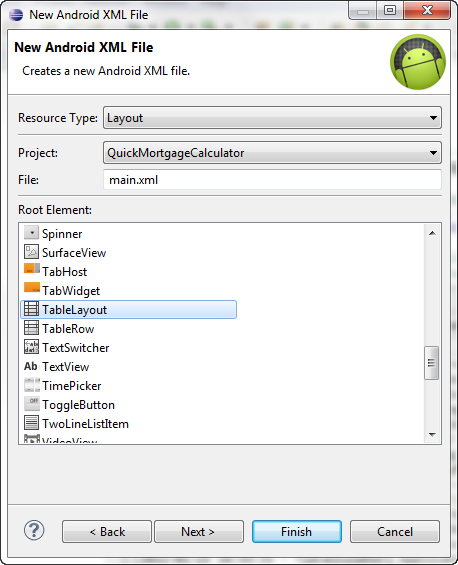 New Android XML File
New Android XML File
Creates a new Android XML file.
Resource Type: Layout
Project: QuickMortgageCalculator
File: main.xml
Root Element:
Spinner
SurfaceView
TabHost
TabWidget
TableLayout
TableRow
TextSwitcher
Ab TextView
TimePicker
Off ToggleButton
TwoLineListItem
VideoView
? < Back Next > Finish Cancel